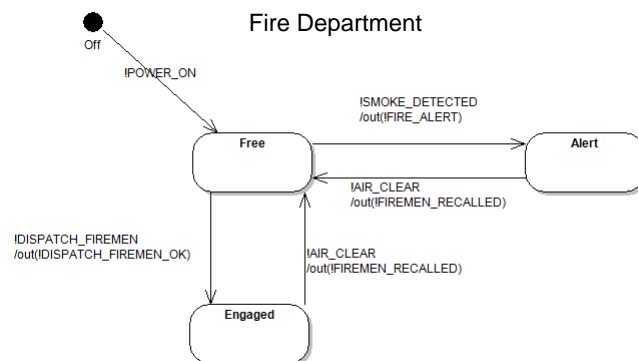 Fire Department
Off
!POWER_ON
!SMOKE_DETECTED
/out(!FIRE_ALERT)
Free
Alert
!AIR_CLEAR
/out(!FIREMEN_RECALLED)
!DISPATCH_FIREMEN
/out(!DISPATCH_FIREMEN_OK)
!AIR_CLEAR
/out(!FIREMEN_RECALLED)
Engaged